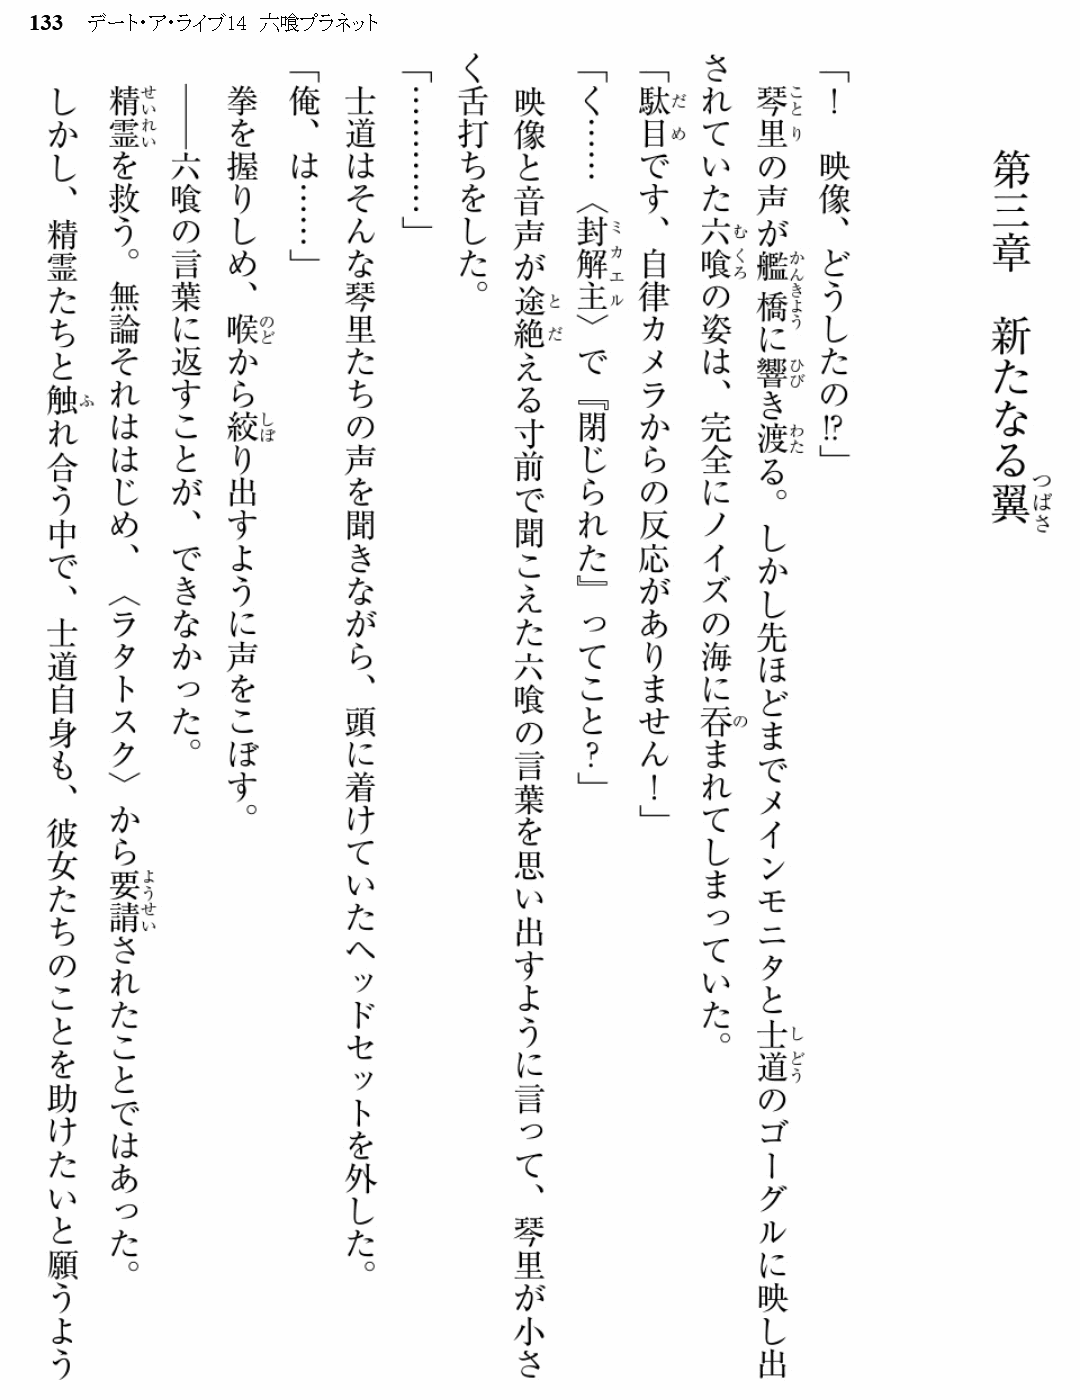 133 デート・ア・ライブ14 六喰プラネット
第三章　新たなる翼
「！　映像、どうしたの!?」
琴里の声が艦橋に響き渡る。しかし先ほどまでメインモニタと士道のゴーグルに映し出
されていた六喰の姿は、完全にノイズの海に呑まれてしまっていた。
「駄目です、自律カメラからの反応がありません！」
「く……〈封解主〉で『閉じられた』ってこと？」
映像と音声が途絶える寸前で聞こえた六喰の言葉を思い出すように言って、琴里が小さ
く舌打ちをした。
「…………」
士道はそんな琴里たちの声を聞きながら、頭に着けていたヘッドセットを外した。
「俺、は……」
拳を握りしめ、喉から絞り出すように声をこぼす。
――六喰の言葉に返すことが、できなかった。
精霊を救う。無論それははじめ、〈ラタトスク〉から要請されたことではあった。
しかし、精霊たちと触れ合う中で、士道自身も、彼女たちのことを助けたいと願うよう